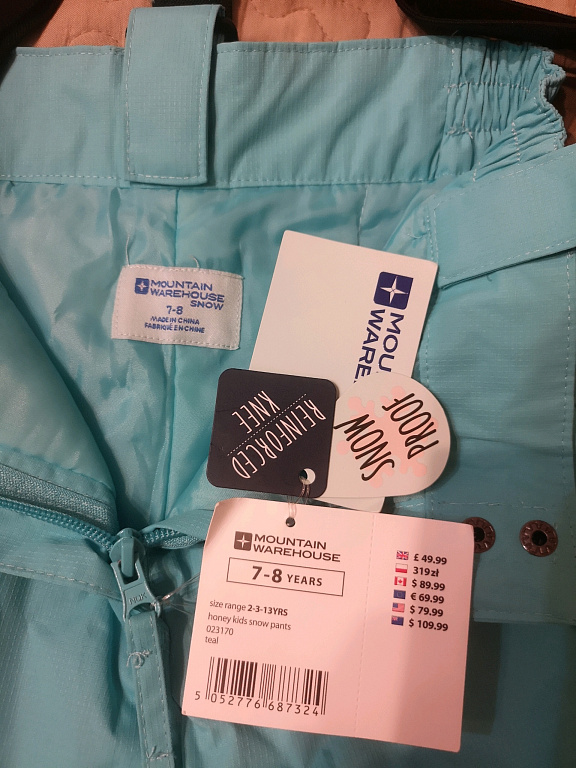 MOUNTAIN
WAREHOUSE
SNOW
7-8
MADE IN CHINA
FABRIQUÉ EN CHINE
MOU
WARE
REINFORCED
KNEE
SNOW
PROOF
MOUNTAIN
WAREHOUSE
7-8 YEARS
size range 2-3-13YRS
honey kids snow pants
023170
teal
5 052776 687324
£ 49.99
319zł
$ 89.99
€ 69.99
$ 79.99
$ 109.99
NGK